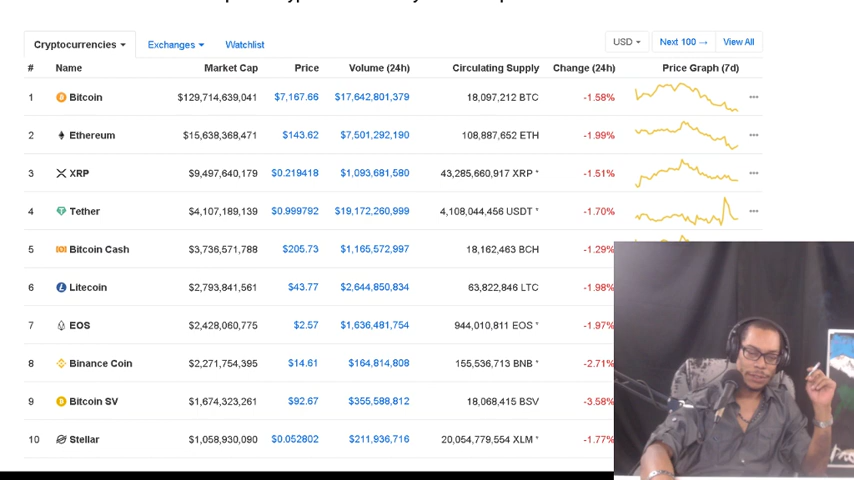 Cryptocurrencies Exchanges Watchlist USD Next 100 → View All
# Name Market Cap Price Volume (24h) Circulating Supply Change (24h) Price Graph (7d)
1 Bitcoin $129,714,639,041 $7,167.66 $17,642,801,379 18,097,212 BTC -1.58%
2 Ethereum $15,638,368,471 $143.62 $7,501,292,190 108,887,652 ETH -1.99%
3 XRP $9,497,640,179 $0.219418 $1,093,681,580 43,285,660,917 XRP * -1.51%
4 Tether $4,107,189,139 $0.999792 $19,172,260,999 4,108,044,456 USDT * -1.70%
5 Bitcoin Cash $3,736,571,788 $205.73 $1,165,572,997 18,162,463 BCH -1.29%
6 Litecoin $2,793,841,561 $43.77 $2,644,850,834 63,822,846 LTC -1.98%
7 EOS $2,428,060,775 $2.57 $1,636,481,754 944,010,811 EOS * -1.97%
8 Binance Coin $2,271,754,395 $14.61 $164,814,808 155,536,713 BNB * -2.71%
9 Bitcoin SV $1,674,323,261 $92.67 $355,588,812 18,068,415 BSV -3.58%
10 Stellar $1,058,930,090 $0.052802 $211,936,716 20,054,779,554 XLM * -1.77%